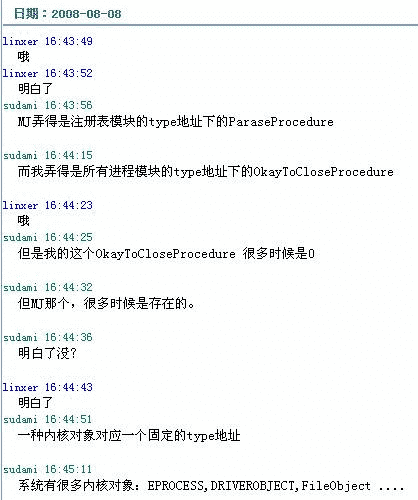 日期：2008-08-08
linxer 16:43:49
哦
linxer 16:43:52
明白了
sudami 16:43:56
MJ弄得是注册表模块的type地址下的ParaseProcedure
sudami 16:44:15
而我弄得是所有进程模块的type地址下的OkayToCloseProcedure
linxer 16:44:23
哦
sudami 16:44:25
但是我的这个OkayToCloseProcedure 很多时候是0
sudami 16:44:32
但MJ那个，很多时候是存在的。
sudami 16:44:36
明白了没？
linxer 16:44:43
明白了
sudami 16:44:51
一种内核对象对应一个固定的type地址
sudami 16:45:11
系统有很多内核对象：EPROCESS,DRIVEROBJECT,FileObject ....